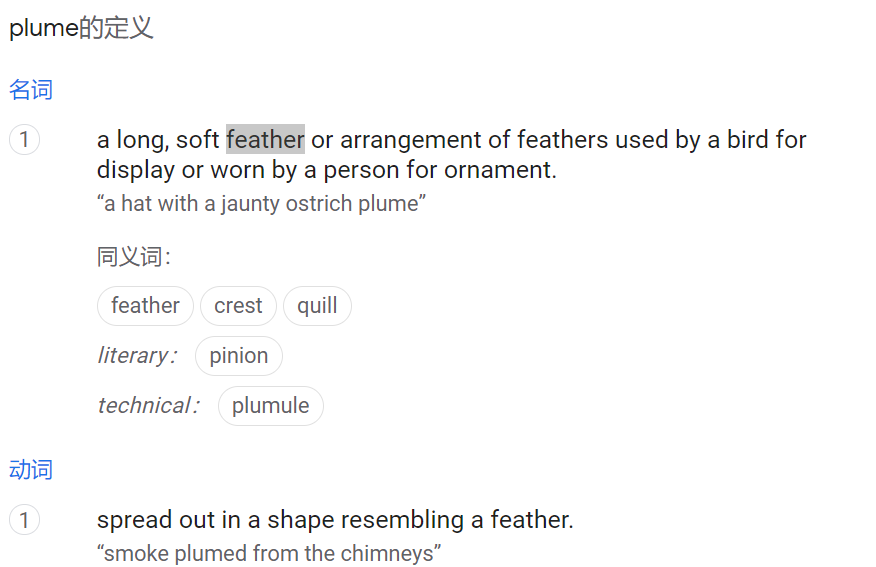 plume的定义
名词
1 a long, soft feather or arrangement of feathers used by a bird for
display or worn by a person for ornament.
“a hat with a jaunty ostrich plume”
同义词：
feather crest quill
literary： pinion
technical： plumule
动词
1 spread out in a shape resembling a feather.
“smoke plumed from the chimneys”